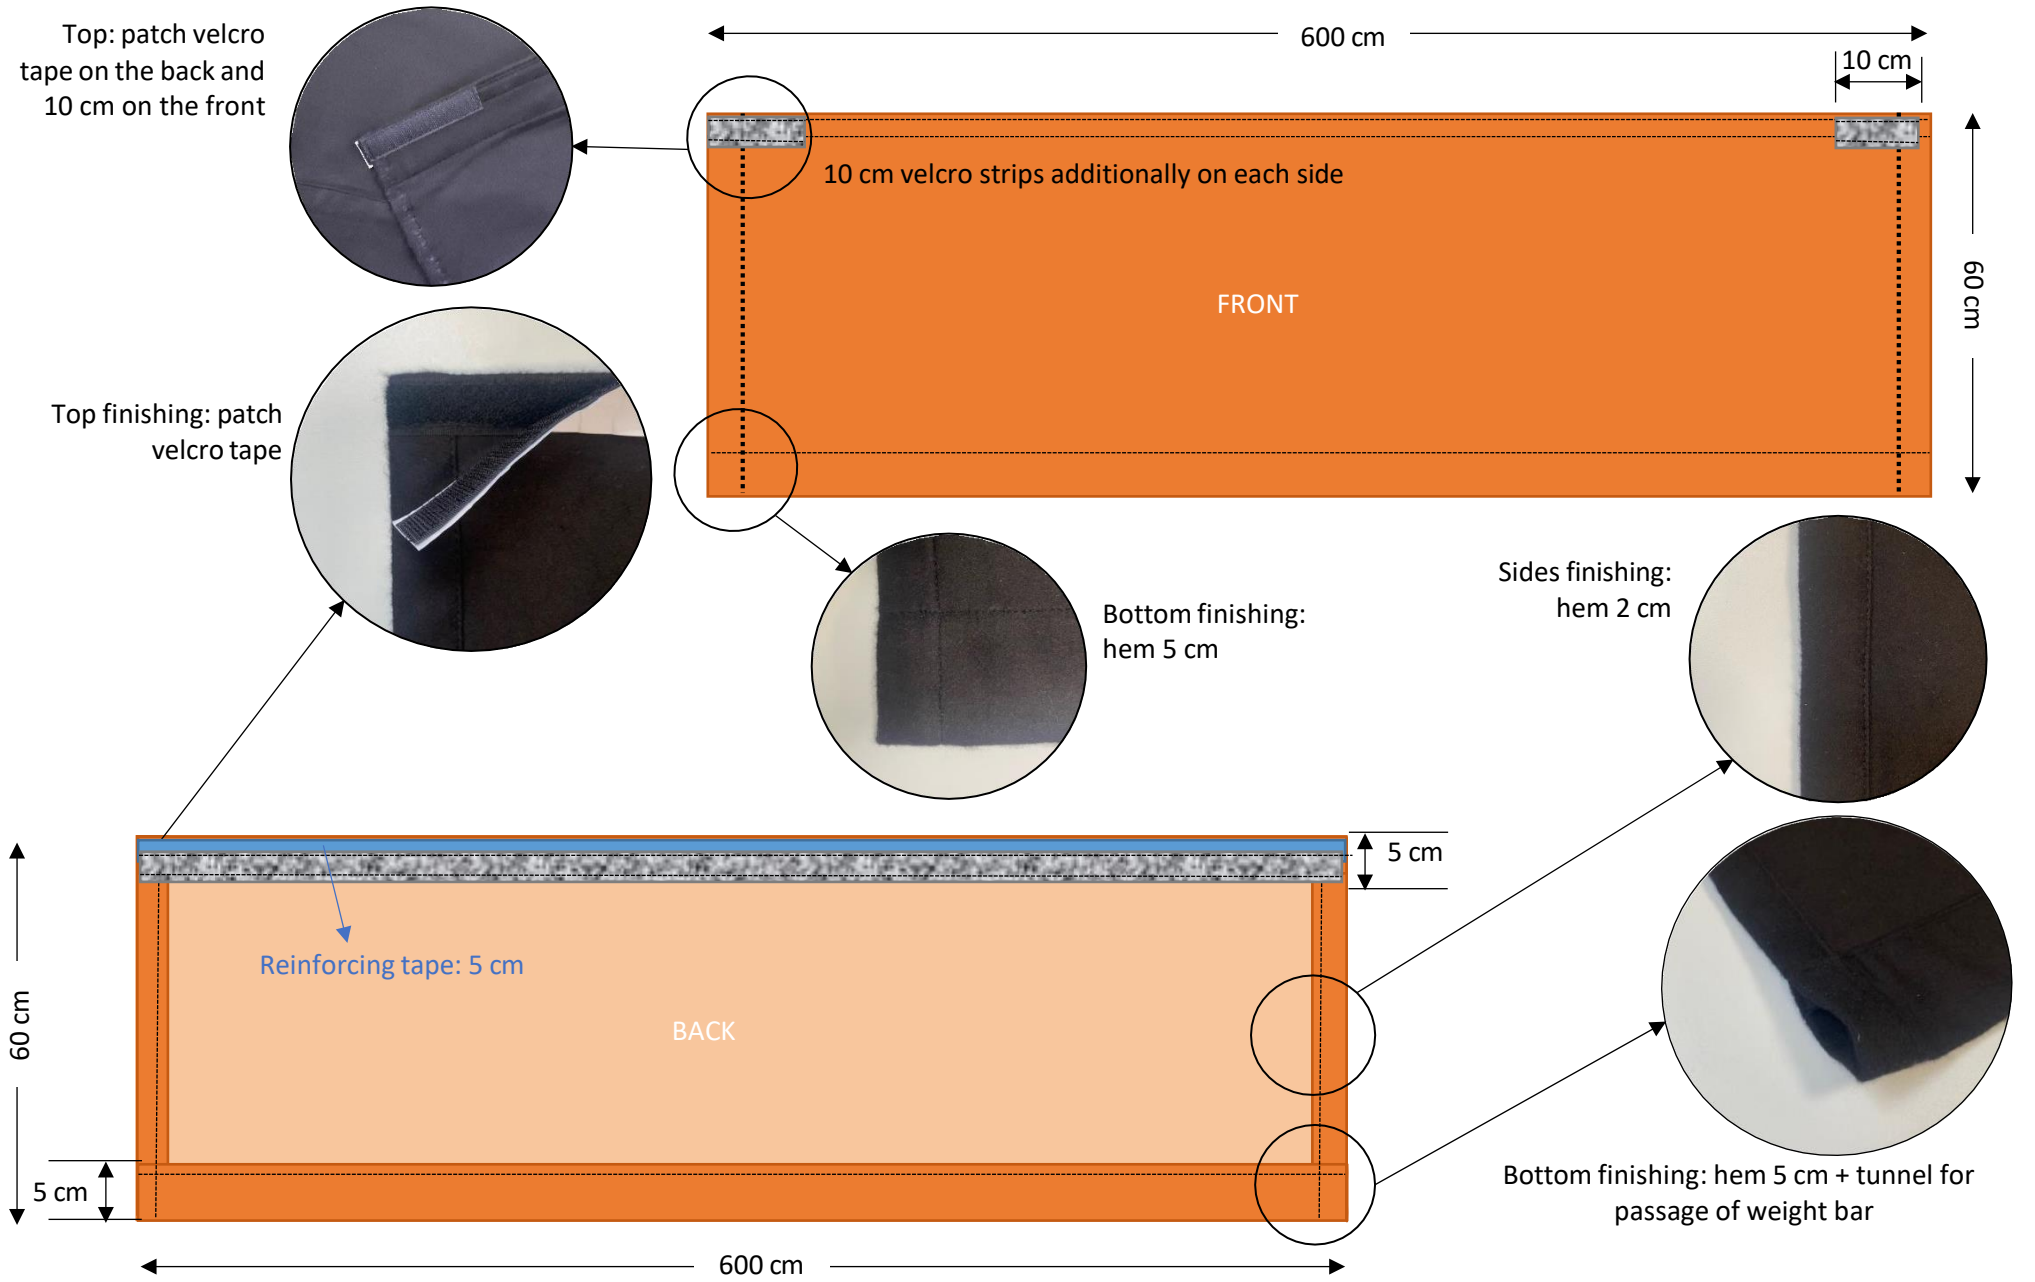 Top: patch velcro
tape on the back and
10 cm on the front
600 cm
10 cm
10 cm velcro strips additionally on each side
FRONT
60 cm
Top finishing: patch
velcro tape
Bottom finishing:
hem 5 cm
Sides finishing:
hem 2 cm
5 cm
Reinforcing tape: 5 cm
BACK
60 cm
5 cm
Bottom finishing: hem 5 cm + tunnel for
passage of weight bar
600 cm